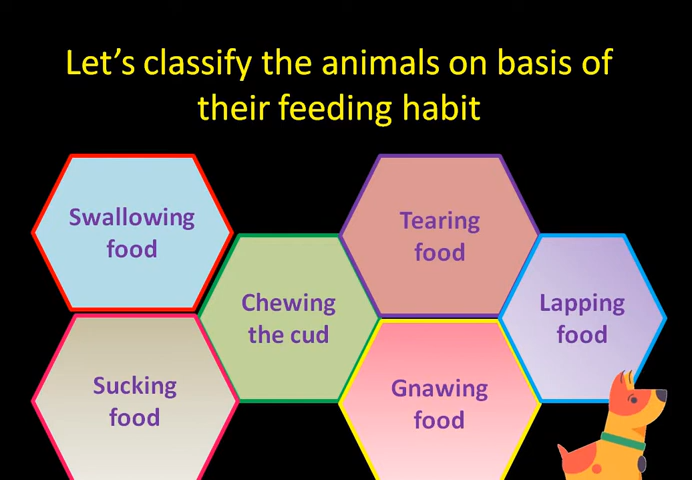 Let's classify the animals on basis of
their feeding habit
Swallowing
food
Tearing
food
Chewing
the cud
Lapping
food
Sucking
food
Gnawing
food